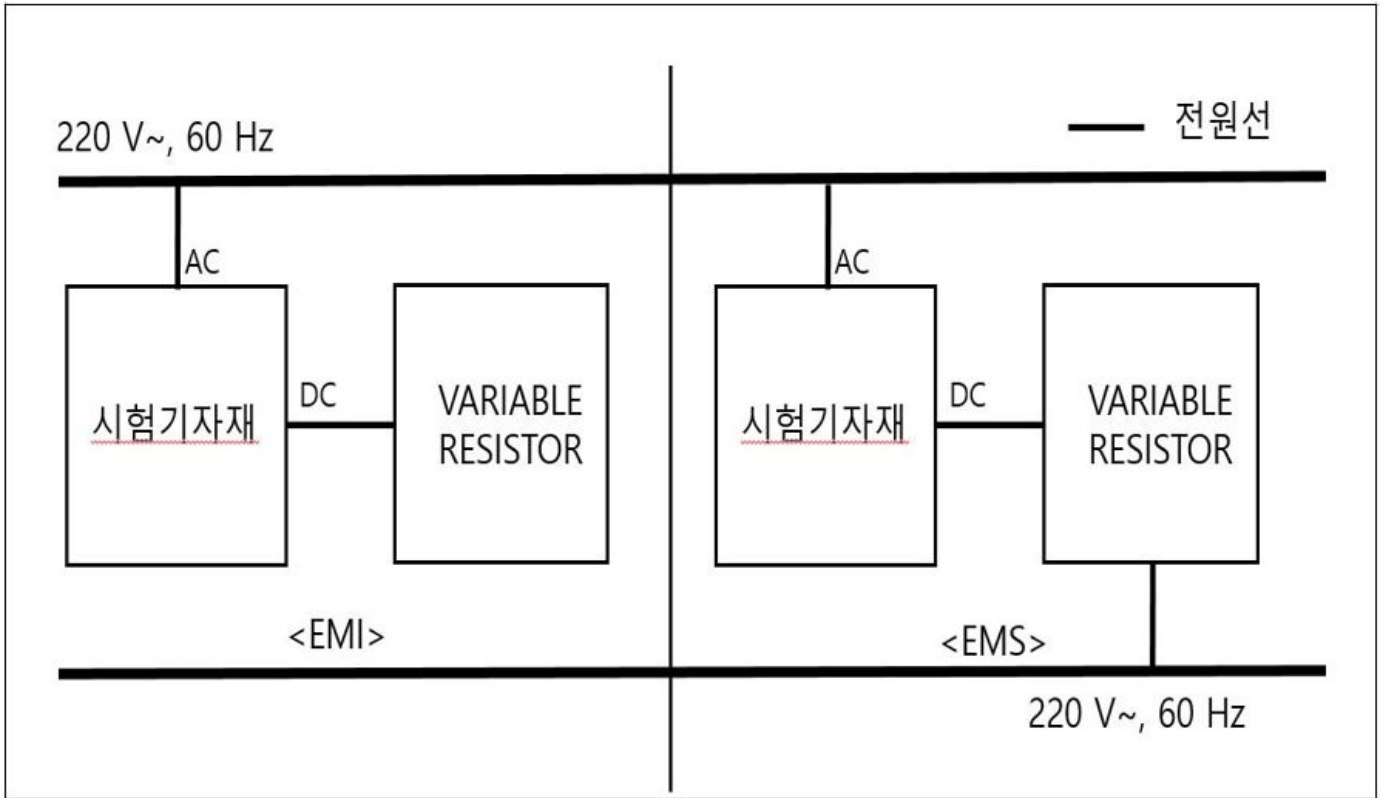 220 V~, 60 Hz
전원선
AC
시험기자재
DC
VARIABLE
RESISTOR
<EMI>
AC
시험기자재
DC
VARIABLE
RESISTOR
<EMS>
220 V~, 60 Hz